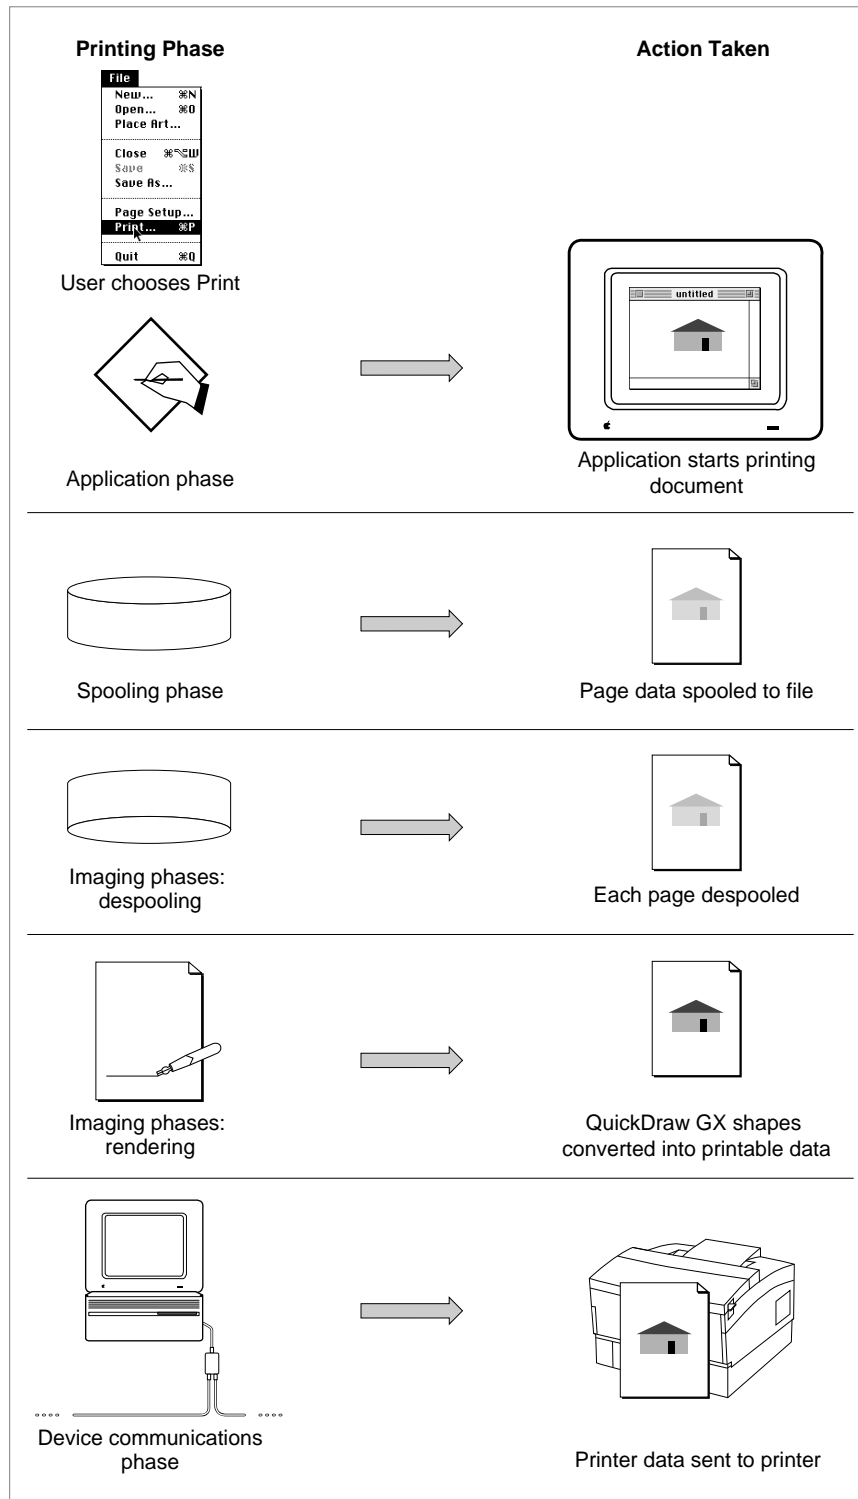 Printing Phase
Action Taken
File
New... ⌘N
Open... ⌘O
Place Art...
Close ⌘⌥W
Save ⌘S
Save As...
Page Setup...
Print... ⌘P
Quit ⌘Q
User chooses Print
untitled
Application phase
Application starts printing
document
Spooling phase
Page data spooled to file
Imaging phases:
despooling
Each page despooled
Imaging phases:
rendering
QuickDraw GX shapes
converted into printable data
Device communications
phase
Printer data sent to printer